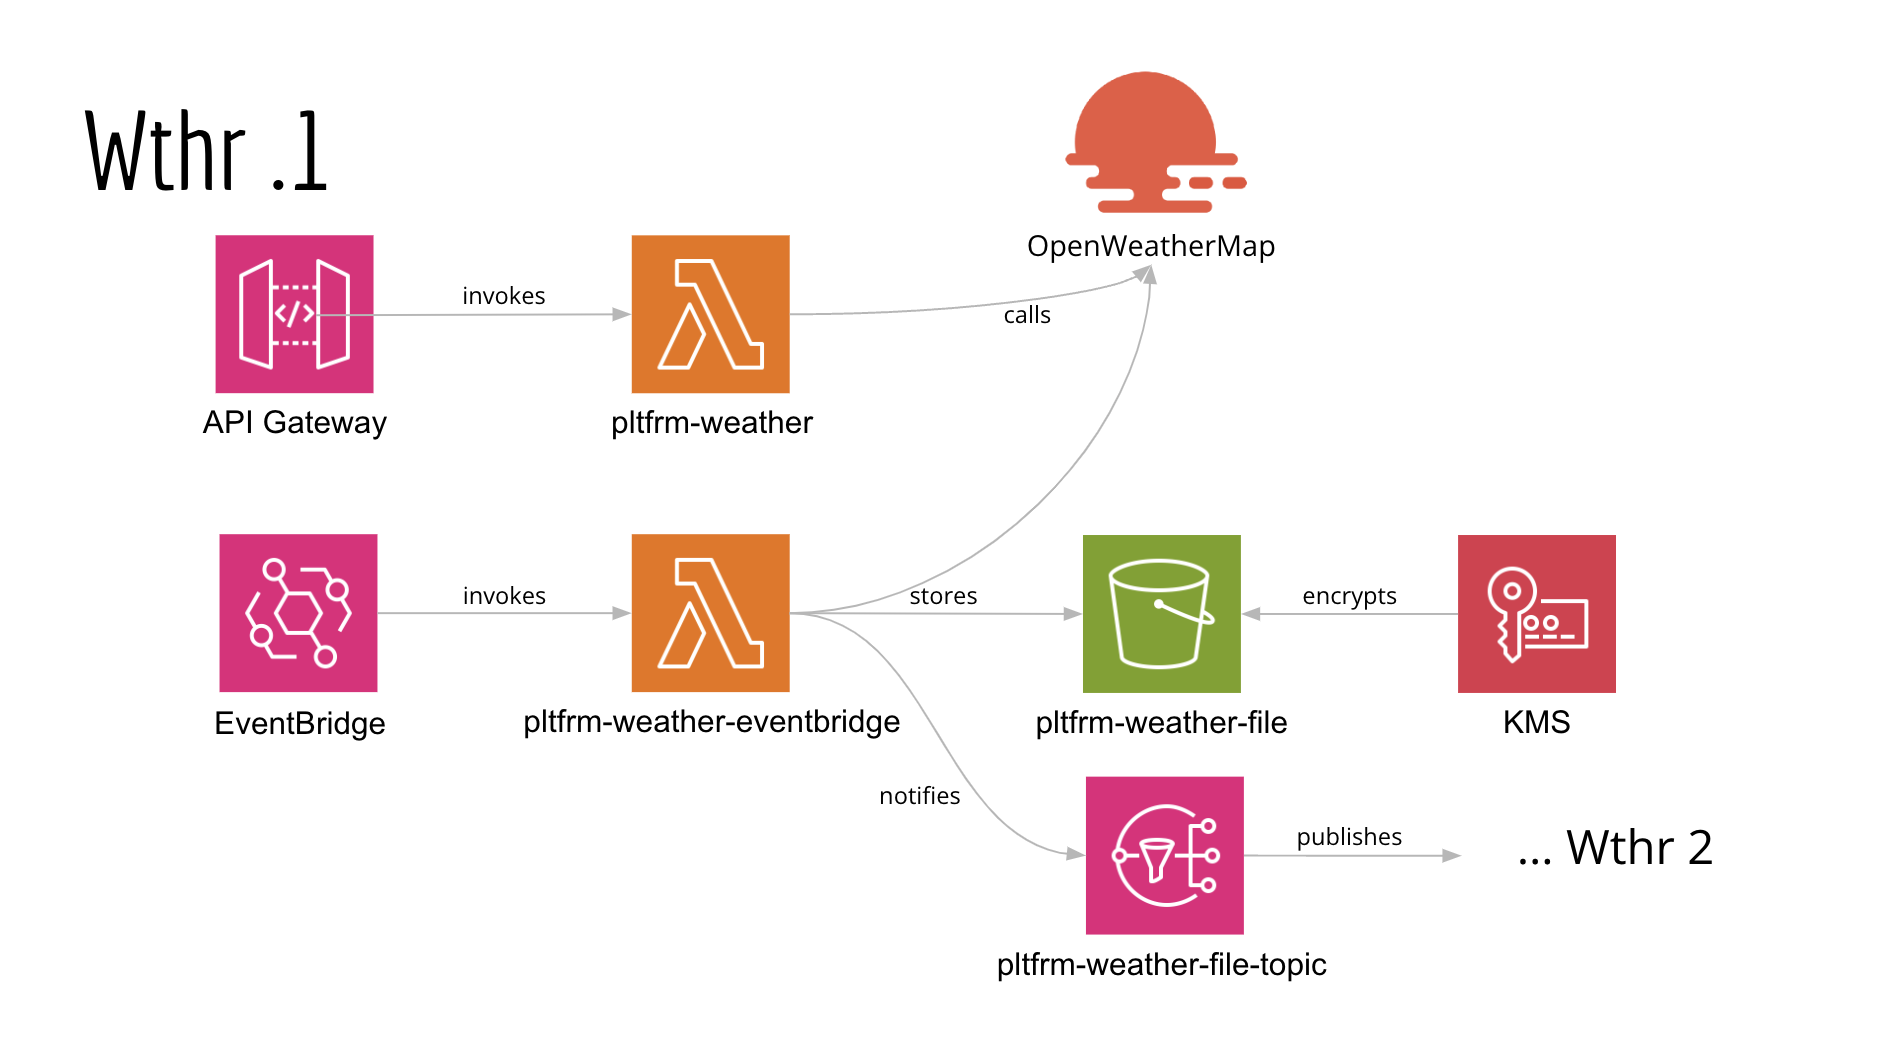 Wthr .1
OpenWeatherMap
invokes
calls
API Gateway
pltfrm-weather
invokes
stores
encrypts
EventBridge
pltfrm-weather-eventbridge
pltfrm-weather-file
KMS
notifies
publishes
... Wthr 2
pltfrm-weather-file-topic